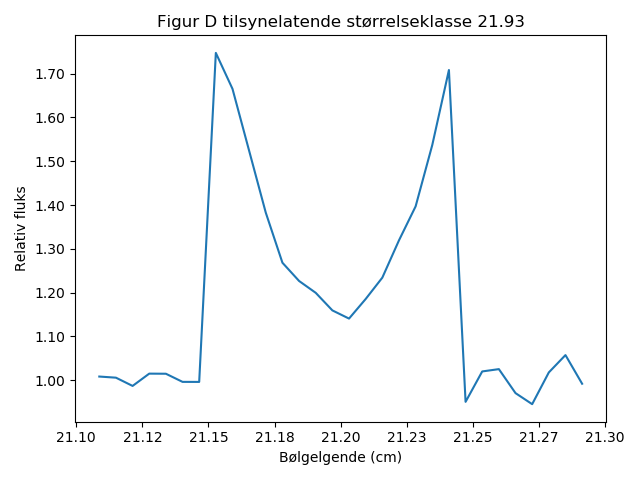 Figur D tilsynelatende størrelseklasse 21.93
Relativ fluks
1.70
1.60
1.50
1.40
1.30
1.20
1.10
1.00
21.10 21.12 21.15 21.18 21.20 21.23 21.25 21.27 21.30
Bølgelgende (cm)